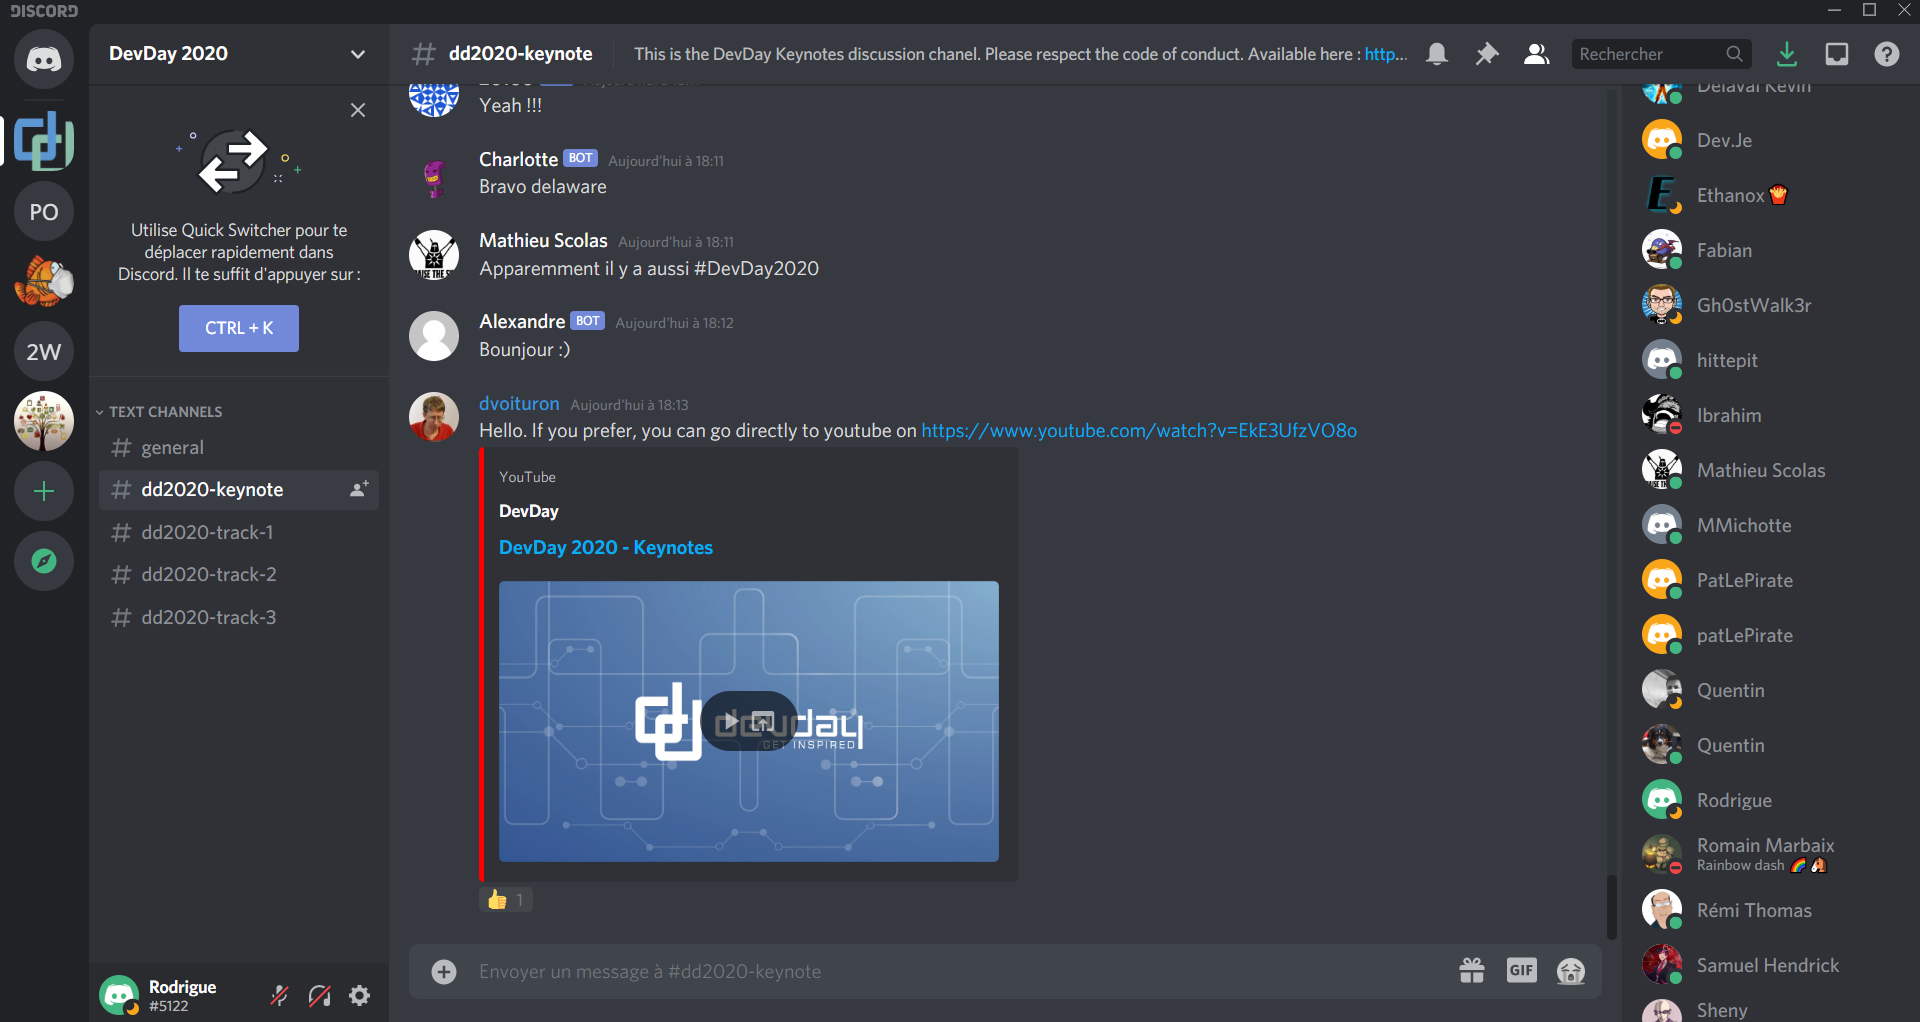 DISCORD
DevDay 2020
dd2020-keynote
This is the DevDay Keynotes discussion chanel. Please respect the code of conduct. Available here : http...
Rechercher
PO
2W
Utilise Quick Switcher pour te
déplacer rapidement dans
Discord. Il te suffit d'appuyer sur :
CTRL + K
TEXT CHANNELS
general
dd2020-keynote
dd2020-track-1
dd2020-track-2
dd2020-track-3
Rodrigue
#5122
Yeah !!!
Charlotte BOT Aujourd'hui à 18:11
Bravo delaware
Mathieu Scolas Aujourd'hui à 18:11
Apparemment il y a aussi #DevDay2020
Alexandre BOT Aujourd'hui à 18:12
Bounjour :)
dvoituron Aujourd'hui à 18:13
Hello. If you prefer, you can go directly to youtube on https://www.youtube.com/watch?v=EkE3UfzVO8o
YouTube
DevDay
DevDay 2020 - Keynotes
devday
GET INSPIRED
1
Envoyer un message à #dd2020-keynote
GIF
Delaval Kevin
Dev.Je
Ethanox
Fabian
Gh0stWalk3r
hittepit
Ibrahim
Mathieu Scolas
MMichotte
PatLePirate
patLePirate
Quentin
Quentin
Rodrigue
Romain Marbaix
Rainbow dash
Rémi Thomas
Samuel Hendrick
Sheny